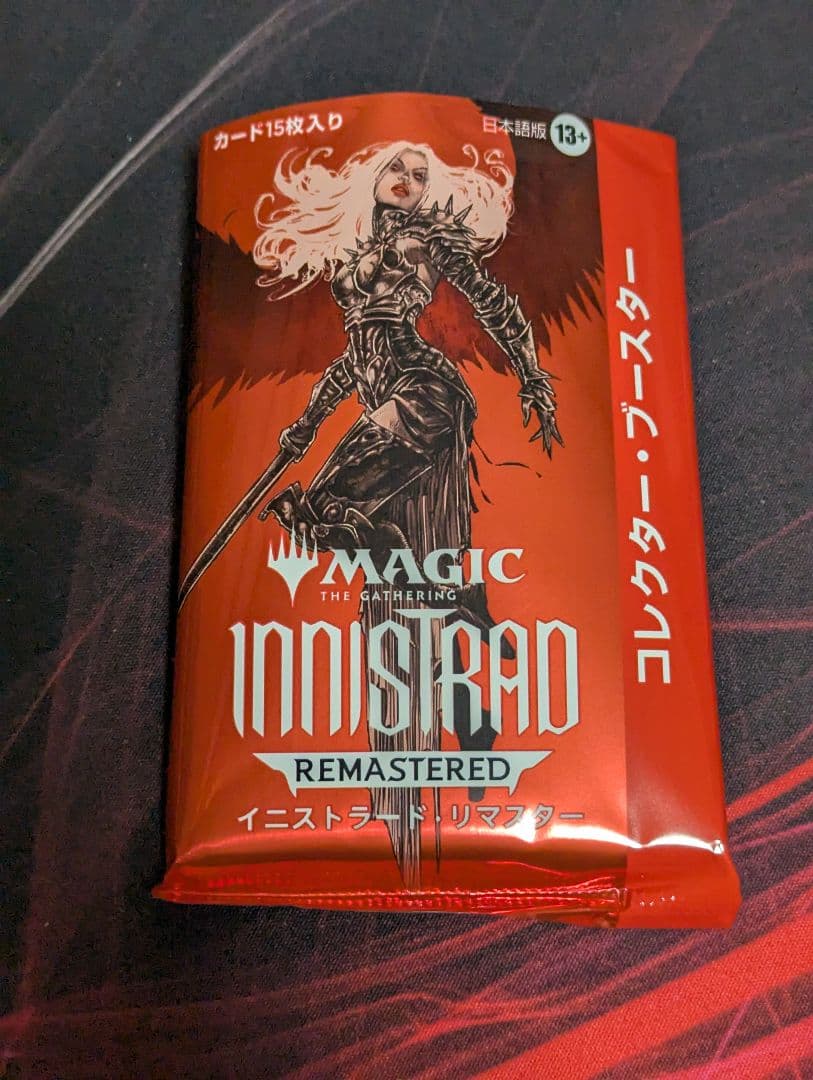 カード15枚入り
日本語版 13+
コレクター・ブースター
MAGIC
THE GATHERING
INNISTRAD
REMASTERED
イニストラード・リマスター